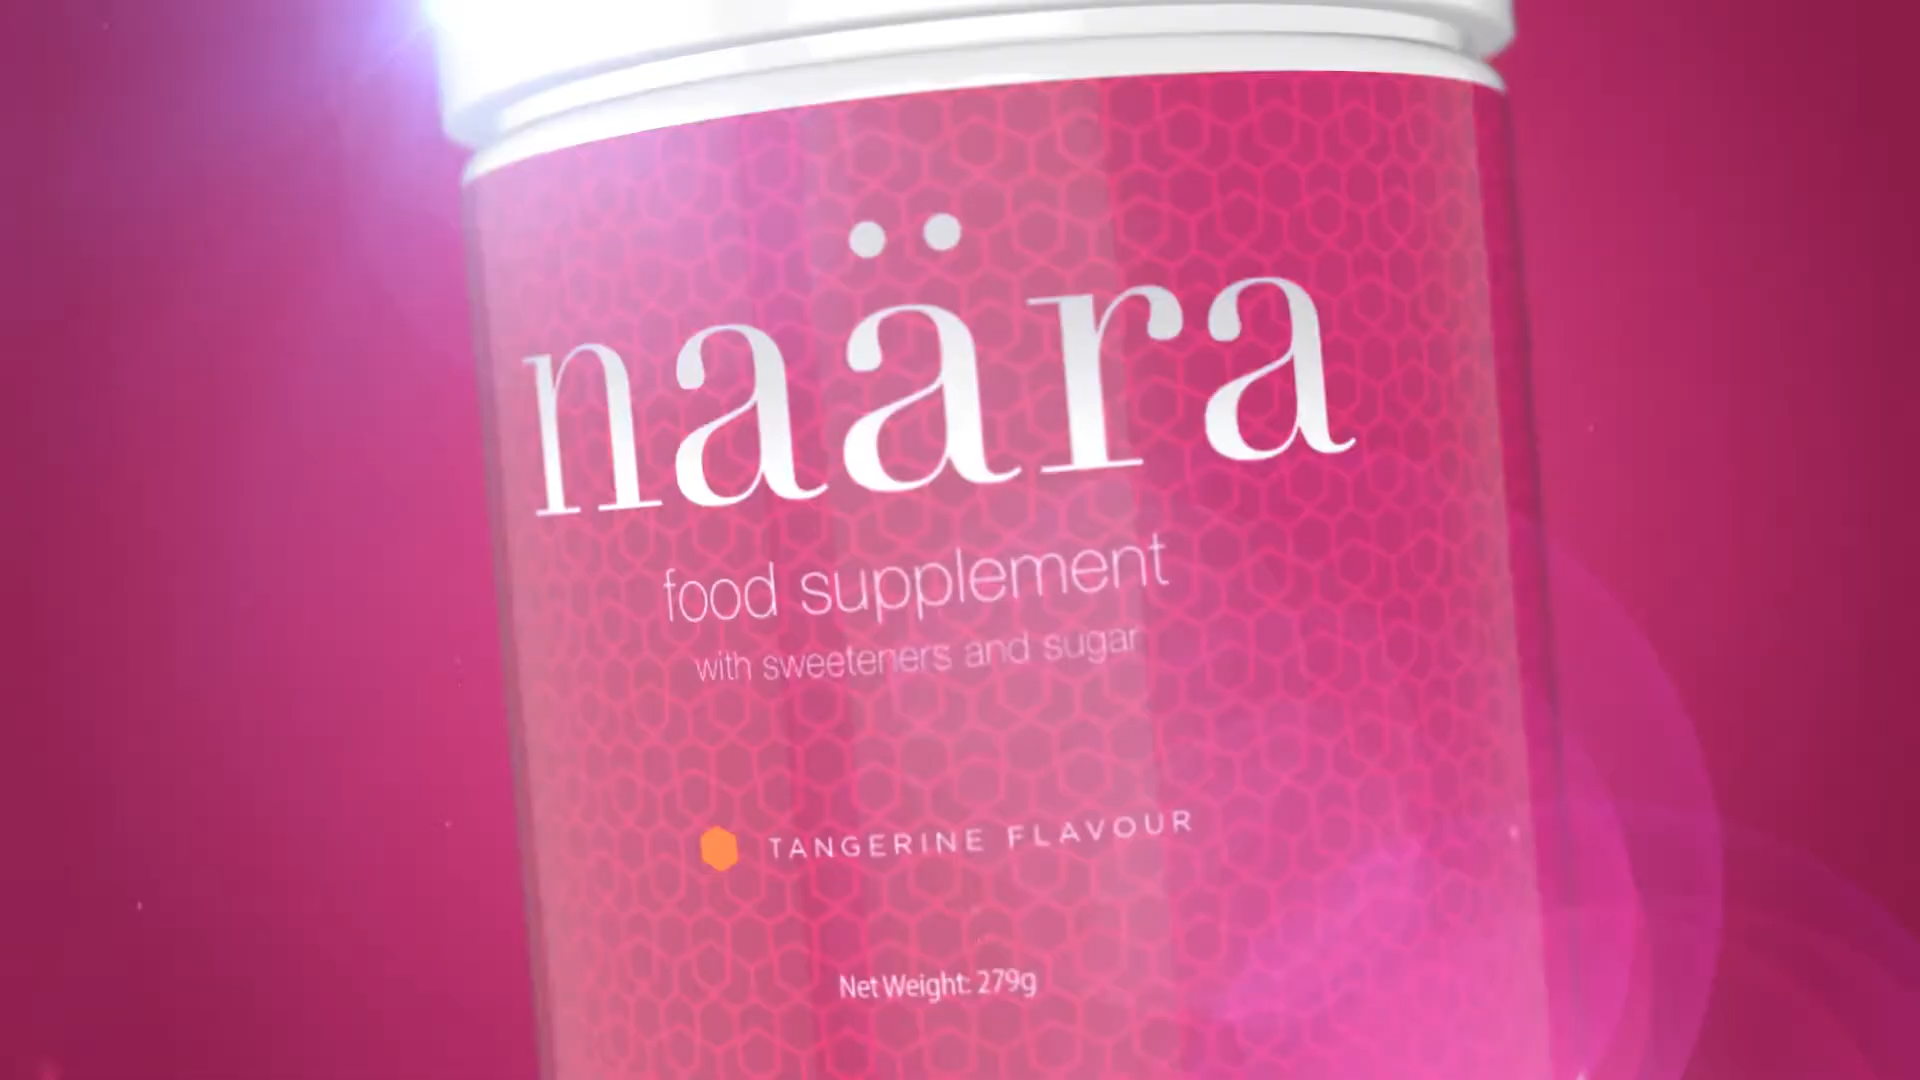 naära
food supplement
with sweeteners and sugar
TANGERINE FLAVOUR
Net Weight: 279g